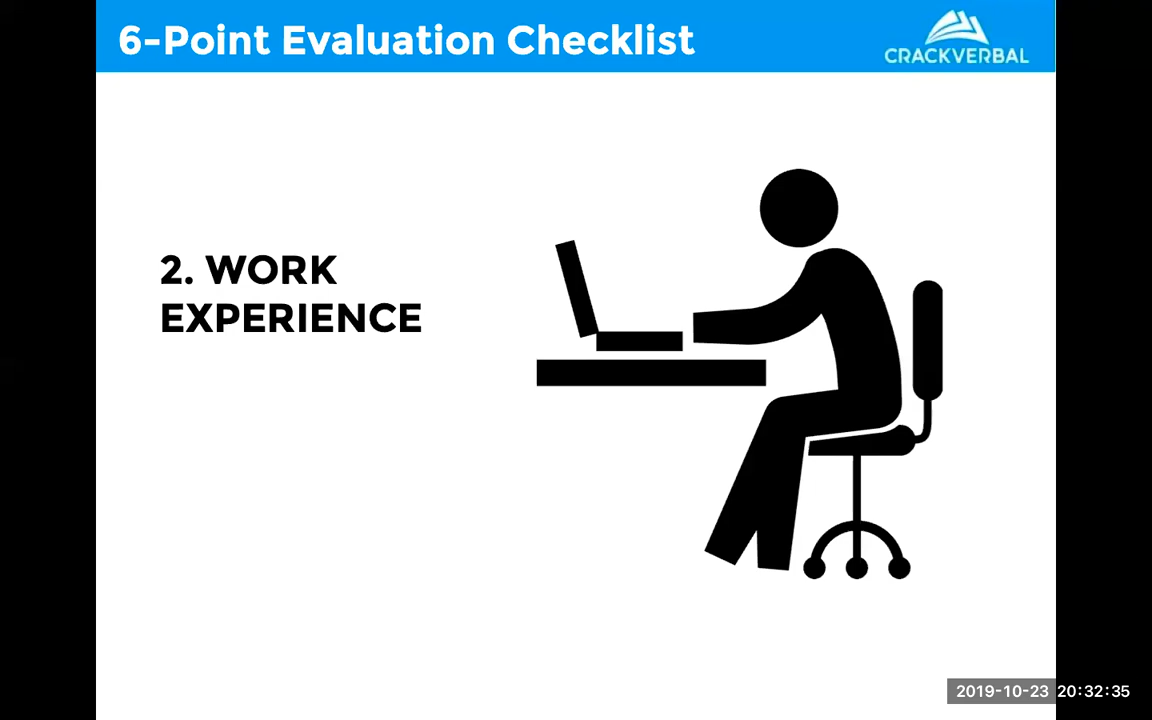 6-Point Evaluation Checklist
CRACKVERBAL
2. WORK
EXPERIENCE
2019-10-23 20:32:35